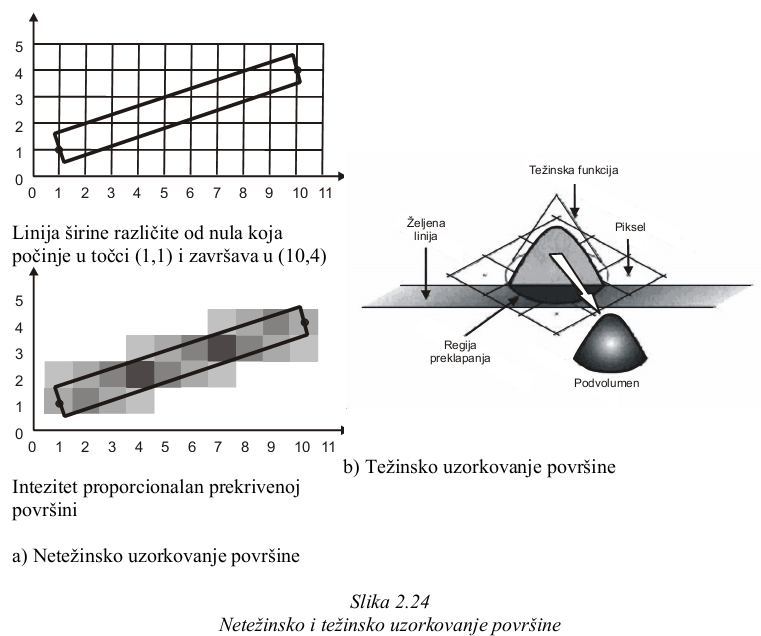 5
4
3
2
1
0
0 1 2 3 4 5 6 7 8 9 10 11
Linija širine različite od nula koja
počinje u točci (1,1) i završava u (10,4)
5
4
3
2
1
0
0 1 2 3 4 5 6 7 8 9 10 11
Intezitet proporcionalan prekrivenoj
površini
a) Netežinsko uzorkovanje površine
Težinska funkcija
Željena
linija
Piksel
Regija
preklapanja
Podvolumen
b) Težinsko uzorkovanje površine
Slika 2.24
Netežinsko i težinsko uzorkovanje površine